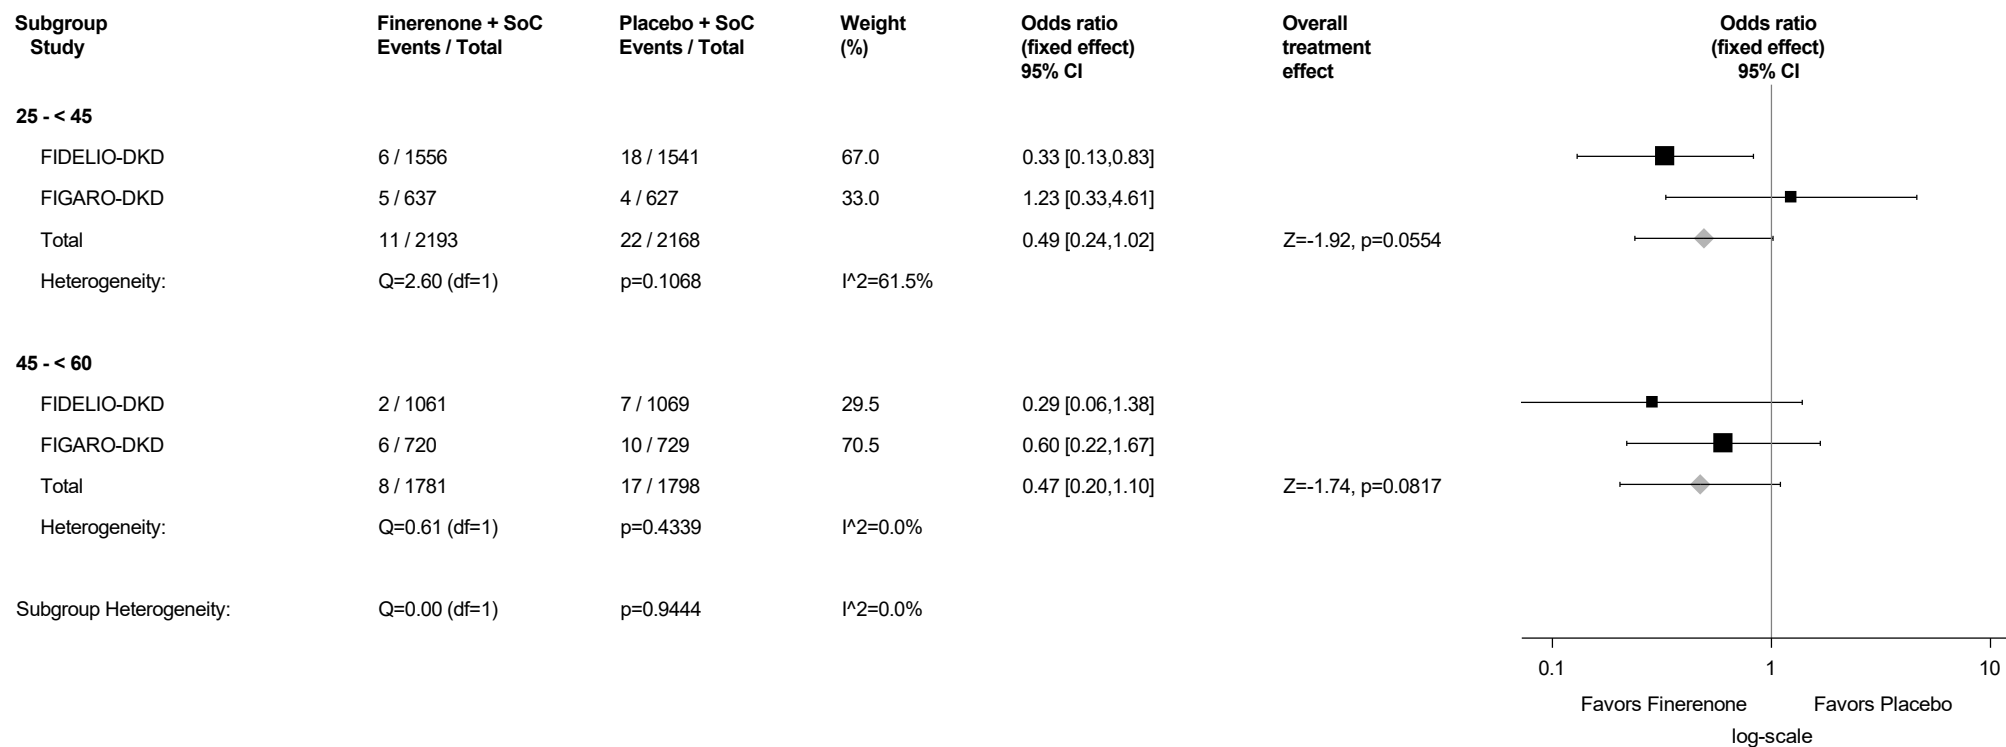 Subgroup Finerenone + SoC Placebo + SoC Weight Odds ratio Overall Odds ratio
Study Events / Total Events / Total (%) (fixed effect) treatment (fixed effect)
95% CI effect 95% CI
25 - < 45
FIDELIO-DKD 6 / 1556 18 / 1541 67.0 0.33 [0.13,0.83]
FIGARO-DKD 5 / 637 4 / 627 33.0 1.23 [0.33,4.61]
Total 11 / 2193 22 / 2168 0.49 [0.24,1.02] Z=-1.92, p=0.0554
Heterogeneity: Q=2.60 (df=1) p=0.1068 I^2=61.5%
45 - < 60
FIDELIO-DKD 2 / 1061 7 / 1069 29.5 0.29 [0.06,1.38]
FIGARO-DKD 6 / 720 10 / 729 70.5 0.60 [0.22,1.67]
Total 8 / 1781 17 / 1798 0.47 [0.20,1.10] Z=-1.74, p=0.0817
Heterogeneity: Q=0.61 (df=1) p=0.4339 I^2=0.0%
Subgroup Heterogeneity: Q=0.00 (df=1) p=0.9444 I^2=0.0%
0.1 1 10
Favors Finerenone Favors Placebo
log-scale